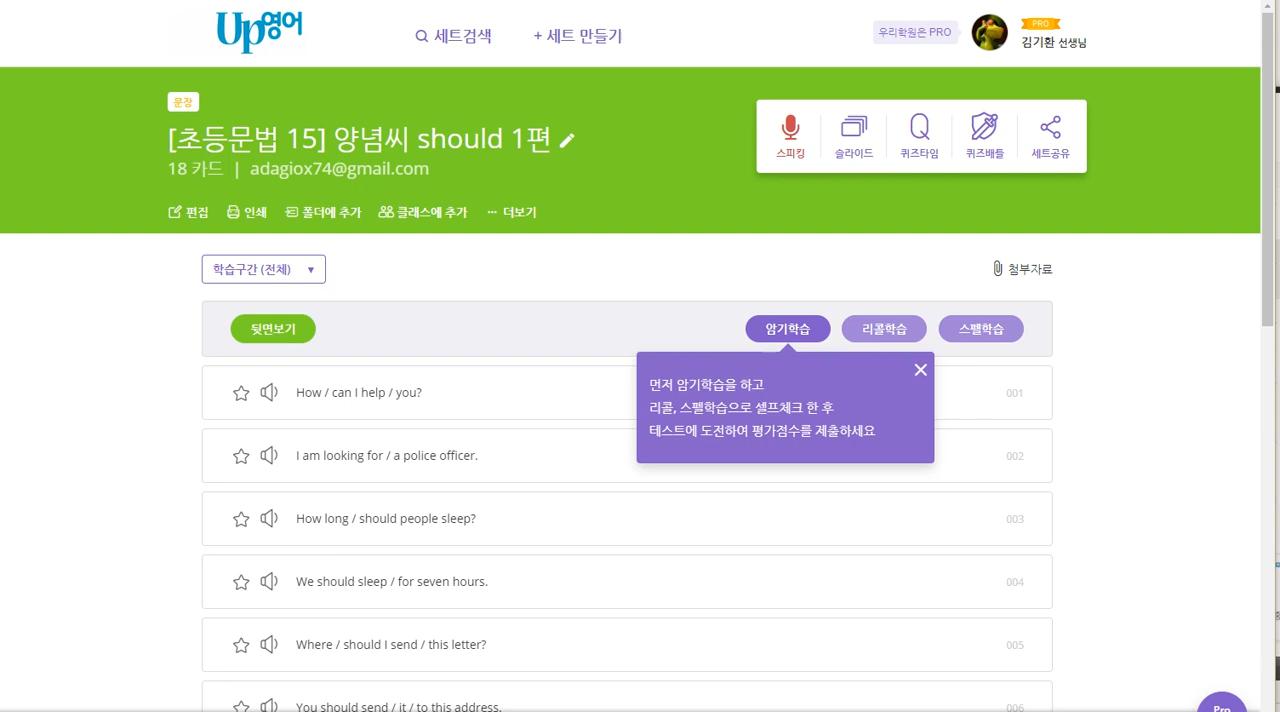 Up영어
세트검색
+ 세트 만들기
우리학원은 PRO
PRO
김기환 선생님
문장
[초등문법 15] 양념씨 should 1편
18 카드 | adagiox74@gmail.com
스피킹
슬라이드
퀴즈타임
퀴즈배틀
세트공유
편집
인쇄
폴더에 추가
클래스에 추가
··· 더보기
학습구간 (전체) ▼
첨부자료
뒷면보기
암기학습
리콜학습
스펠학습
먼저 암기학습을 하고
리콜, 스펠학습으로 셀프체크 한 후
테스트에 도전하여 평가점수를 제출하세요
How / can I help / you?
001
I am looking for / a police officer.
002
How long / should people sleep?
003
We should sleep / for seven hours.
004
Where / should I send / this letter?
005
You should send / it / to this address.
006
Pro